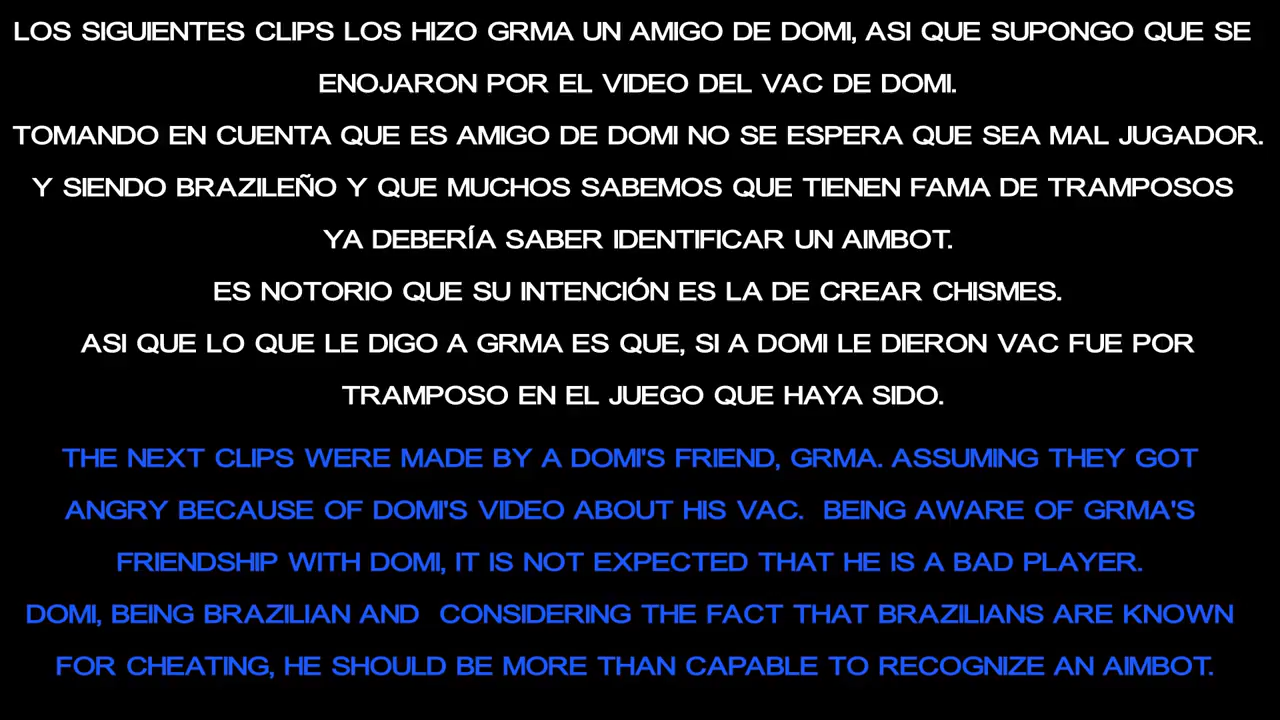 LOS SIGUIENTES CLIPS LOS HIZO GRMA UN AMIGO DE DOMI, ASI QUE SUPONGO QUE SE
ENOJARON POR EL VIDEO DEL VAC DE DOMI.
TOMANDO EN CUENTA QUE ES AMIGO DE DOMI NO SE ESPERA QUE SEA MAL JUGADOR.
Y SIENDO BRAZILEÑO Y QUE MUCHOS SABEMOS QUE TIENEN FAMA DE TRAMPOSOS
YA DEBERÍA SABER IDENTIFICAR UN AIMBOT.
ES NOTORIO QUE SU INTENCIÓN ES LA DE CREAR CHISMES.
ASI QUE LO QUE LE DIGO A GRMA ES QUE, SI A DOMI LE DIERON VAC FUE POR
TRAMPOSO EN EL JUEGO QUE HAYA SIDO.
THE NEXT CLIPS WERE MADE BY A DOMI'S FRIEND, GRMA. ASSUMING THEY GOT
ANGRY BECAUSE OF DOMI'S VIDEO ABOUT HIS VAC.  BEING AWARE OF GRMA'S
FRIENDSHIP WITH DOMI, IT IS NOT EXPECTED THAT HE IS A BAD PLAYER.
DOMI, BEING BRAZILIAN AND  CONSIDERING THE FACT THAT BRAZILIANS ARE KNOWN
FOR CHEATING, HE SHOULD BE MORE THAN CAPABLE TO RECOGNIZE AN AIMBOT.